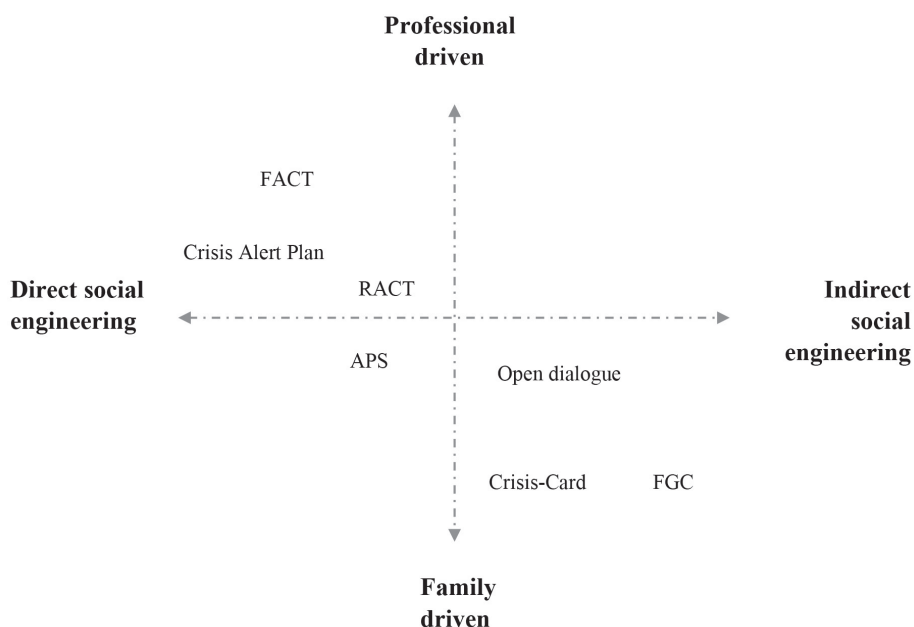 Professional
driven
FACT
Crisis Alert Plan
RACT
Direct social
engineering
Indirect
social
engineering
APS
Open dialogue
Crisis-Card
FGC
Family
driven